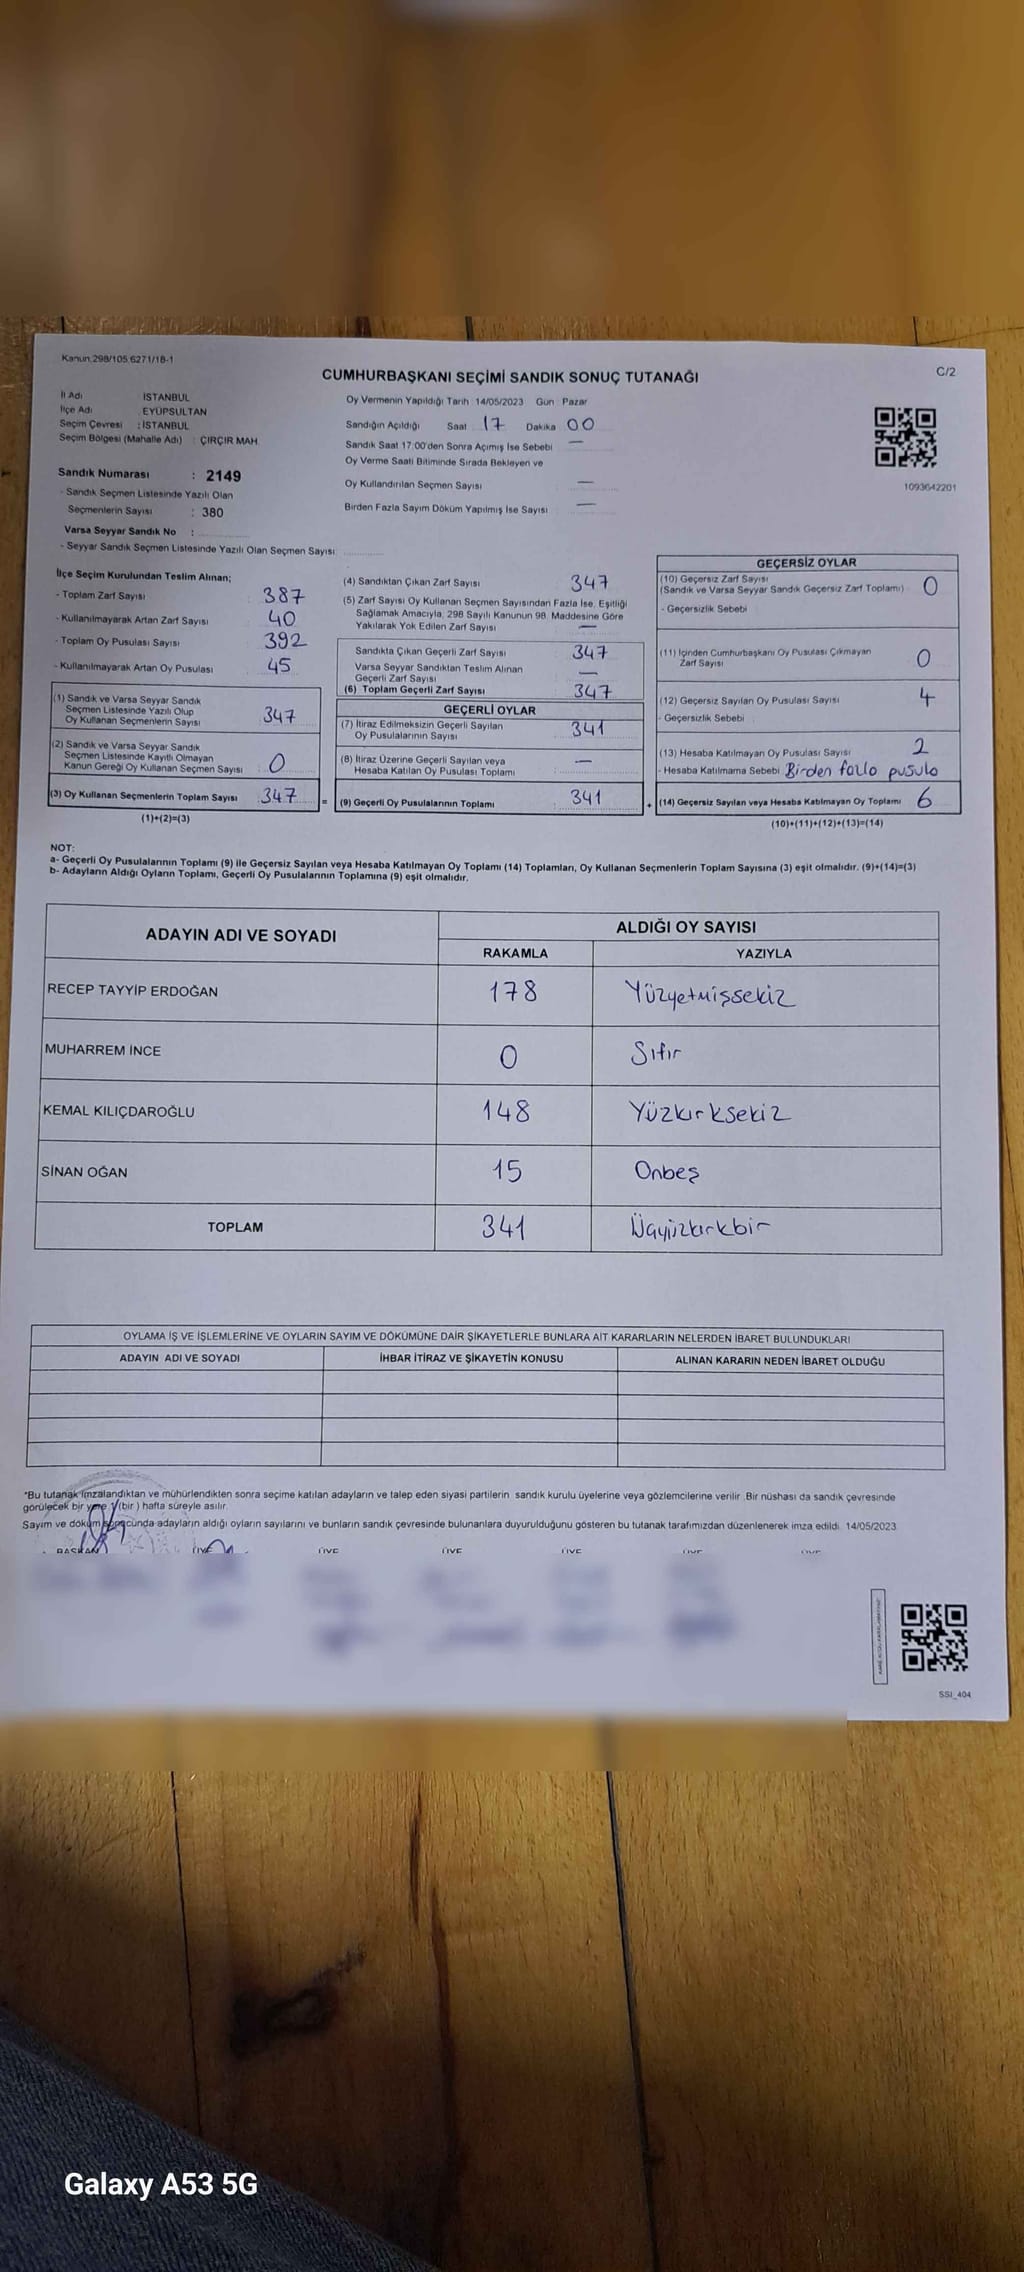 Kanun:298/105,6271/18-1
C/2
CUMHURBAŞKANI SEÇİMİ SANDIK SONUÇ TUTANAĞI
İl Adı İSTANBUL
İlçe Adı EYÜPSULTAN
Seçim Çevresi : İSTANBUL
Seçim Bölgesi (Mahalle Adı) : ÇIRÇIR MAH
Sandık Numarası : 2149
- Sandık Seçmen Listesinde Yazılı Olan
Seçmenlerin Sayısı : 380
Varsa Seyyar Sandık No :
- Seyyar Sandık Seçmen Listesinde Yazılı Olan Seçmen Sayısı:
Oy Vermenin Yapıldığı Tarih 14/05/2023 Gün Pazar
Sandığın Açıldığı Saat 17 Dakika 00
Sandık Saat 17:00'den Sonra Açımış İse Sebebi —
Oy Verme Saati Bitiminde Sırada Bekleyen ve
Oy Kullandırılan Seçmen Sayısı —
Birden Fazla Sayım Döküm Yapılmış İse Sayısı —
1093642201
İlçe Seçim Kurulundan Teslim Alınan;
- Toplam Zarf Sayısı 387
- Kullanılmayarak Artan Zarf Sayısı 40
- Toplam Oy Pusulası Sayısı 392
- Kullanılmayarak Artan Oy Pusulası 45
(1) Sandık ve Varsa Seyyar Sandık
Seçmen Listesinde Yazılı Olup
Oy Kullanan Seçmenlerin Sayısı 347
(2) Sandık ve Varsa Seyyar Sandık
Seçmen Listesinde Kayıtlı Olmayan
Kanun Gereği Oy Kullanan Seçmen Sayısı 0
(3) Oy Kullanan Seçmenlerin Toplam Sayısı 347 =
(1)+(2)=(3)
(4) Sandıktan Çıkan Zarf Sayısı 347
(5) Zarf Sayısı Oy Kullanan Seçmen Sayısından Fazla İse, Eşitliği
Sağlamak Amacıyla, 298 Sayılı Kanunun 98. Maddesine Göre
Yakılarak Yok Edilen Zarf Sayısı —
Sandıkta Çıkan Geçerli Zarf Sayısı 347
Varsa Seyyar Sandıktan Teslim Alınan
Geçerli Zarf Sayısı —
(6) Toplam Geçerli Zarf Sayısı 347
GEÇERLİ OYLAR
(7) İtiraz Edilmeksizin Geçerli Sayılan
Oy Pusulalarının Sayısı 341
(8) İtiraz Üzerine Geçerli Sayılan veya
Hesaba Katılan Oy Pusulası Toplamı —
(9) Geçerli Oy Pusulalarının Toplamı 341 +
GEÇERSİZ OYLAR
(10) Geçersiz Zarf Sayısı
(Sandık ve Varsa Seyyar Sandık Geçersiz Zarf Toplamı) 0
- Geçersizlik Sebebi
(11) İçinden Cumhurbaşkanı Oy Pusulası Çıkmayan
Zarf Sayısı 0
(12) Geçersiz Sayılan Oy Pusulası Sayısı 4
- Geçersizlik Sebebi
(13) Hesaba Katılmayan Oy Pusulası Sayısı 2
- Hesaba Katılmama Sebebi Birden fazla pusula
(14) Geçersiz Sayılan veya Hesaba Katılmayan Oy Toplamı 6
(10)+(11)+(12)+(13)=(14)
NOT:
a- Geçerli Oy Pusulalarının Toplamı (9) ile Geçersiz Sayılan veya Hesaba Katılmayan Oy Toplamı (14) Toplamları, Oy Kullanan Seçmenlerin Toplam Sayısına (3) eşit olmalıdır. (9)+(14)=(3)
b- Adayların Aldığı Oyların Toplamı, Geçerli Oy Pusulalarının Toplamına (9) eşit olmalıdır.
ADAYIN ADI VE SOYADI
ALDIĞI OY SAYISI
RAKAMLA YAZIYLA
RECEP TAYYİP ERDOĞAN 178 Yüzyetmişsekiz
MUHARREM İNCE 0 Sıfır
KEMAL KILIÇDAROĞLU 148 Yüzkırksekiz
SİNAN OĞAN 15 Onbeş
TOPLAM 341 Üçyüzkırkbir
OYLAMA İŞ VE İŞLEMLERİNE VE OYLARIN SAYIM VE DÖKÜMÜNE DAİR ŞİKAYETLERLE BUNLARA AİT KARARLARIN NELERDEN İBARET BULUNDUKLARI
ADAYIN ADI VE SOYADI İHBAR İTİRAZ VE ŞİKAYETİN KONUSU ALINAN KARARIN NEDEN İBARET OLDUĞU
*Bu tutanak imzalandıktan ve mühürlendikten sonra seçime katılan adayların ve talep eden siyasi partilerin sandık kurulu üyelerine veya gözlemcilerine verilir .Bir nüshası da sandık çevresinde
görülecek bir yere 1 (bir ) hafta süreyle asılır.
Sayım ve döküm sonucunda adayların aldığı oyların sayılarını ve bunların sandık çevresinde bulunanlara duyurulduğunu gösteren bu tutanak tarafımızdan düzenlenerek imza edildi. 14/05/2023
BAŞKAN ÜYE ÜYE ÜYE ÜYE ÜYE ÜYE
SSI_404
Galaxy A53 5G